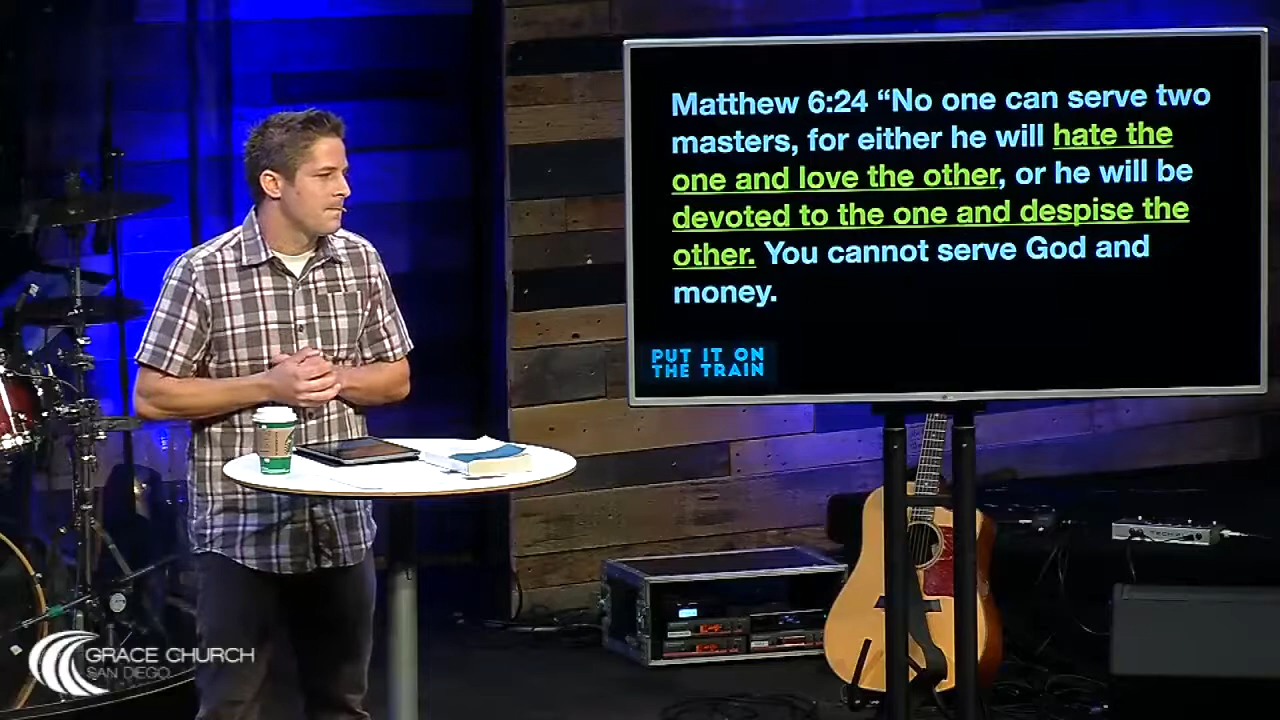 Matthew 6:24 “No one can serve two
masters, for either he will hate the
one and love the other, or he will be
devoted to the one and despise the
other. You cannot serve God and
money.
PUT IT ON
THE TRAIN
GRACE CHURCH
SAN DIEGO